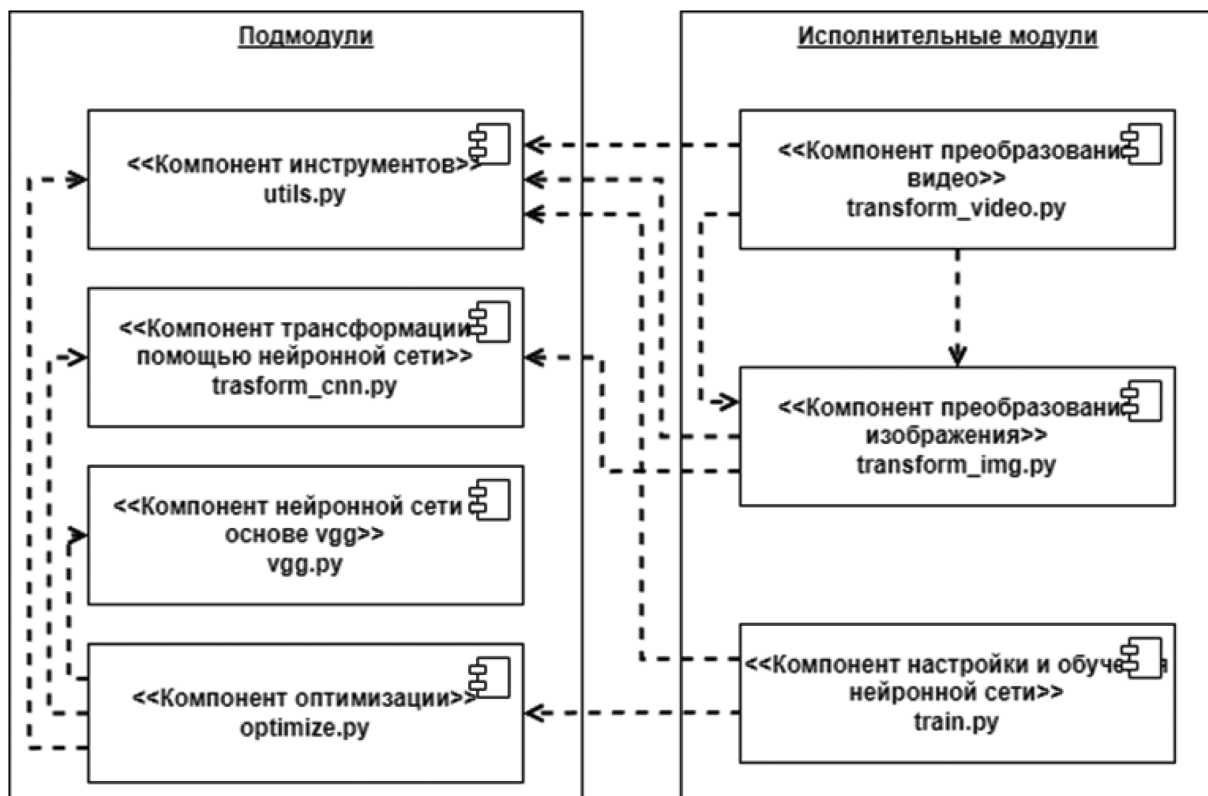 Подмодули
<<Компонент инструментов>>
utils.py
<<Компонент трансформации
помощью нейронной сети>>
trasform_cnn.py
<<Компонент нейронной сети
основе vgg>>
vgg.py
<<Компонент оптимизации>>
optimize.py
Исполнительные модули
<<Компонент преобразовани
видео>>
transform_video.py
<<Компонент преобразовани
изображения>>
transform_img.py
<<Компонент настройки и обуче я
нейронной сети>>
train.py